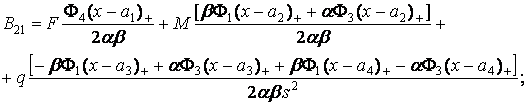 B₂₁ = F Φ₄(x−a₁)₊ / 2αβ + M [βΦ₁(x−a₂)₊ + αΦ₃(x−a₂)₊] / 2αβ +
+ q [−βΦ₁(x−a₃)₊ + αΦ₃(x−a₃)₊ + βΦ₁(x−a₄)₊ − αΦ₃(x−a₄)₊] / 2αβs² ;